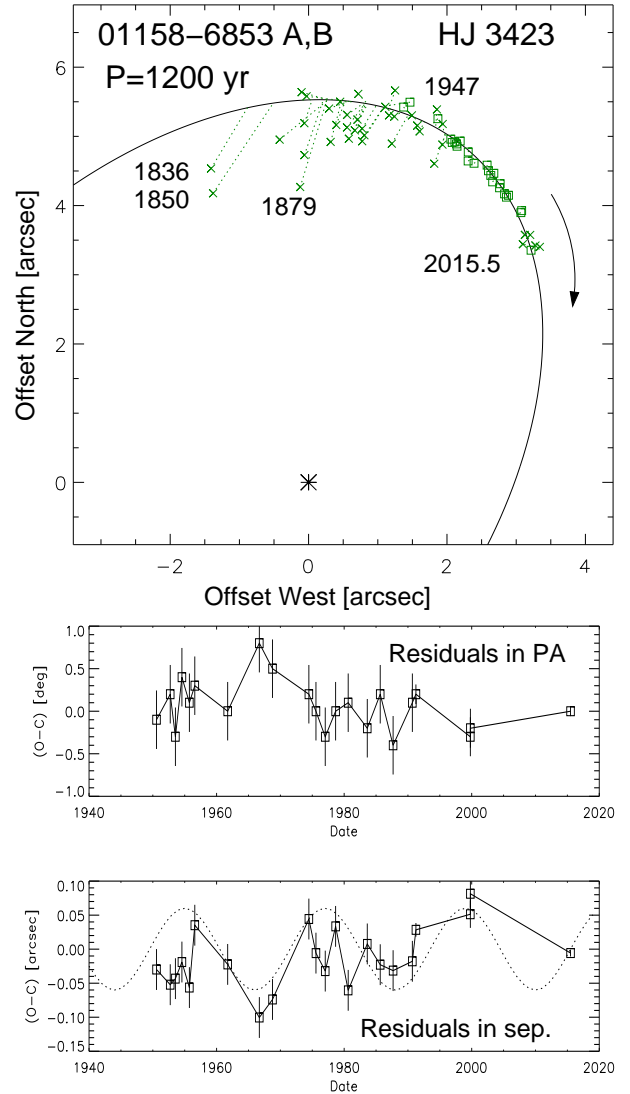 01158−6853 A,B HJ 3423
P=1200 yr
6
1947
1836
1850
1879
4
2015.5
2
0
Offset North [arcsec]
−2 0 2 4
Offset West [arcsec]
1.0
0.5
0.0
−0.5
−1.0
Residuals in PA
(O−C) [deg]
1940 1960 1980 2000 2020
Date
0.10
0.05
0.00
−0.05
−0.10
−0.15
(O−C) [arcsec]
Residuals in sep.
1940 1960 1980 2000 2020
Date